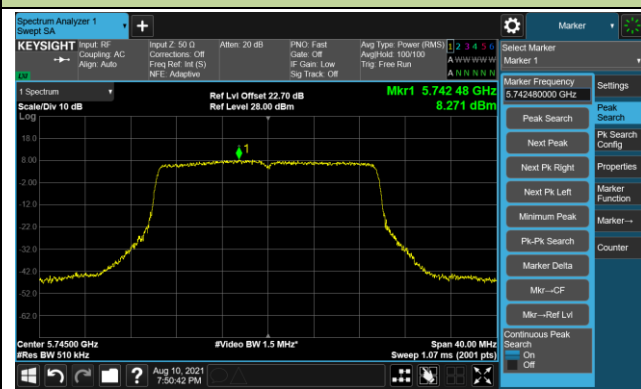 Spectrum Analyzer 1
Swept SA
Marker
KEYSIGHT
Input: RF
Coupling: AC
Align: Auto
Input Z: 50 Ω
Corrections: Off
Freq Ref: Int (S)
NFE: Adaptive
Atten: 20 dB
PNO: Fast
Gate: Off
IF Gain: Low
Sig Track: Off
Avg Type: Power (RMS)
Avg|Hold: 100/100
Trig: Free Run
1 2 3 4 5 6
A W W W W W
A N N N N N
Select Marker
Marker 1
LW
1 Spectrum
Scale/Div 10 dB
Log
Ref Lvl Offset 22.70 dB
Ref Level 28.00 dBm
Mkr1 5.742 48 GHz
8.271 dBm
18.0
8.00
-2.00
-12.0
-22.0
-32.0
-42.0
-52.0
-62.0
1
Center 5.74500 GHz
#Res BW 510 kHz
#Video BW 1.5 MHz*
Span 40.00 MHz
Sweep 1.07 ms (2001 pts)
Marker Frequency
5.742480000 GHz
Peak Search
Next Peak
Next Pk Right
Next Pk Left
Minimum Peak
Pk-Pk Search
Marker Delta
Mkr→CF
Mkr→Ref Lvl
Continuous Peak
Search
On
Off
Settings
Peak
Search
Pk Search
Config
Properties
Marker
Function
Marker→
Counter
?
Aug 10, 2021
7:50:42 PM